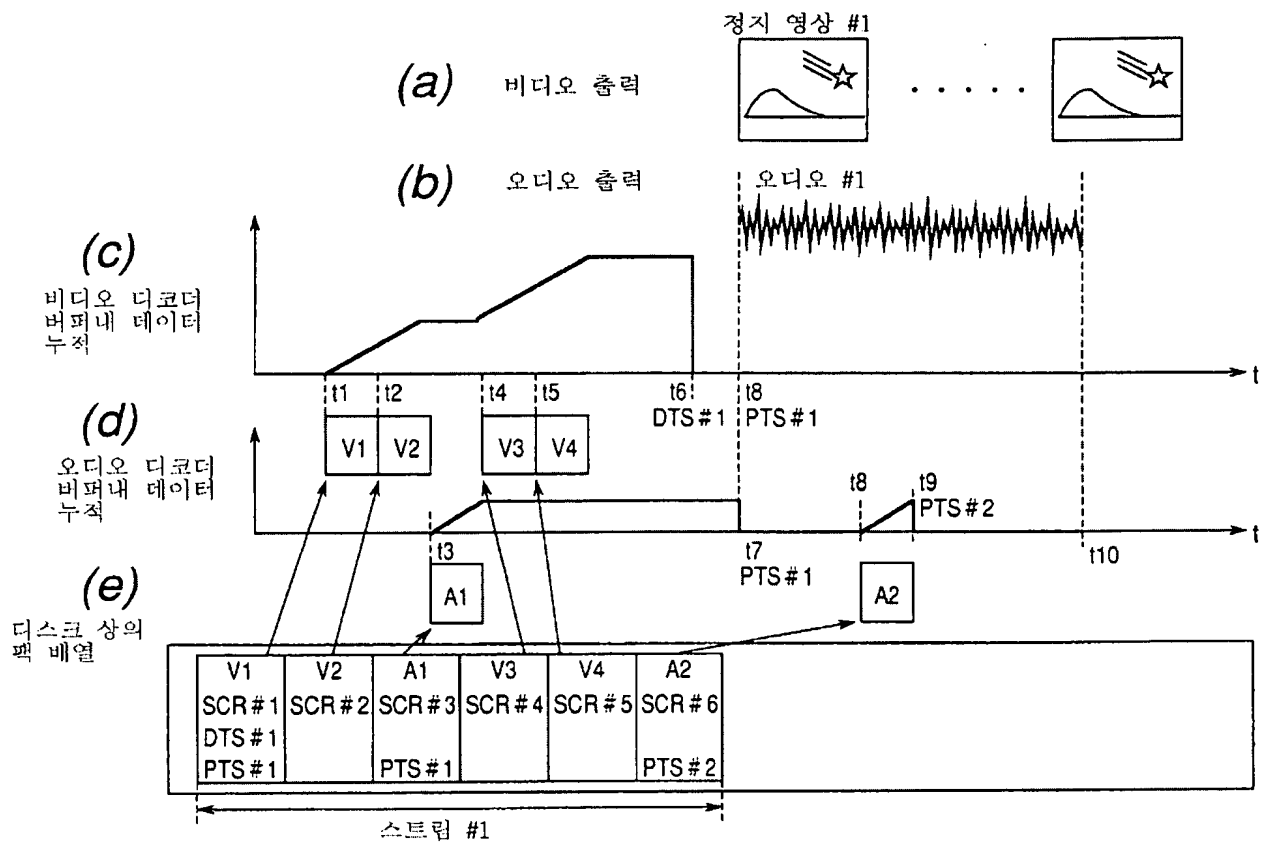 정지 영상 #1
(a) 비디오 출력
(b) 오디오 출력
오디오 #1
(c)
비디오 디코더
버퍼내 데이터
누적
t1 t2 t4 t5 t6 t8 t
DTS#1 PTS#1
(d)
V1 V2 V3 V4
오디오 디코더
버퍼내 데이터
누적
t8 t9
PTS#2
t
t3 t7 t10
PTS#1
(e)
A1 A2
디스크 상의
팩 배열
V1 V2 A1 V3 V4 A2
SCR#1 SCR#2 SCR#3 SCR#4 SCR#5 SCR#6
DTS#1
PTS#1 PTS#1 PTS#2
스트림 #1